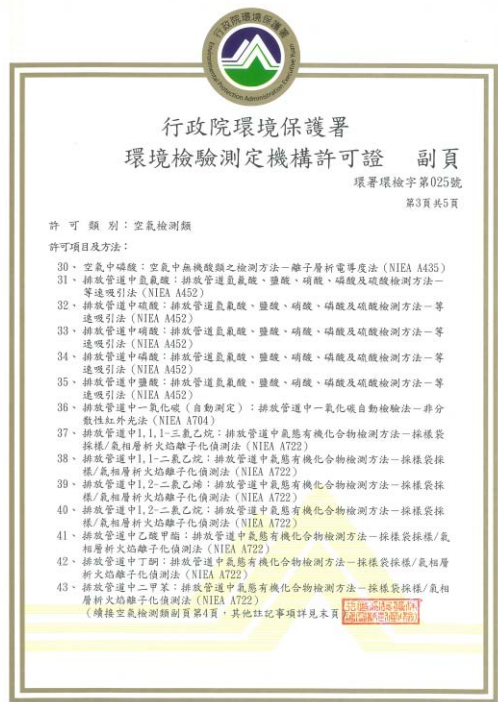 行政院環境保護署
Environmental Protection Administration Executive Yuan
行政院環境保護署
環境檢驗測定機構許可證 副頁
環署環檢字第025號
第3頁共5頁
許可類別：空氣檢測類
許可項目及方法：
30、空氣中磷酸：空氣中無機酸類之檢測方法－離子層析電導度法 (NIEA A435)
31、排放管道中氫氟酸：排放管道氫氟酸、鹽酸、硝酸、磷酸及硫酸檢測方法－
等速吸引法 (NIEA A452)
32、排放管道中硫酸：排放管道氫氟酸、鹽酸、硝酸、磷酸及硫酸檢測方法－等
速吸引法 (NIEA A452)
33、排放管道中硝酸：排放管道氫氟酸、鹽酸、硝酸、磷酸及硫酸檢測方法－等
速吸引法 (NIEA A452)
34、排放管道中磷酸：排放管道氫氟酸、鹽酸、硝酸、磷酸及硫酸檢測方法－等
速吸引法 (NIEA A452)
35、排放管道中鹽酸：排放管道氫氟酸、鹽酸、硝酸、磷酸及硫酸檢測方法－等
速吸引法 (NIEA A452)
36、排放管道中一氧化碳（自動測定）：排放管道中一氧化碳自動檢驗法－非分
散性紅外光法 (NIEA A704)
37、排放管道中1,1,1-三氯乙烷：排放管道中氣態有機化合物檢測方法－採樣袋
採樣/氣相層析火焰離子化偵測法 (NIEA A722)
38、排放管道中1,1-二氯乙烷：排放管道中氣態有機化合物檢測方法－採樣袋採
樣/氣相層析火焰離子化偵測法 (NIEA A722)
39、排放管道中1,2-二氯乙烯：排放管道中氣態有機化合物檢測方法－採樣袋採
樣/氣相層析火焰離子化偵測法 (NIEA A722)
40、排放管道中1,2-二氯乙烷：排放管道中氣態有機化合物檢測方法－採樣袋採
樣/氣相層析火焰離子化偵測法 (NIEA A722)
41、排放管道中乙酸甲酯：排放管道中氣態有機化合物檢測方法－採樣袋採樣/氣
相層析火焰離子化偵測法 (NIEA A722)
42、排放管道中丁酮：排放管道中氣態有機化合物檢測方法－採樣袋採樣/氣相層
析火焰離子化偵測法 (NIEA A722)
43、排放管道中二甲苯：排放管道中氣態有機化合物檢測方法－採樣袋採樣/氣相
層析火焰離子化偵測法 (NIEA A722)
（續接空氣檢測類副頁第4頁，其他註記事項詳見末頁